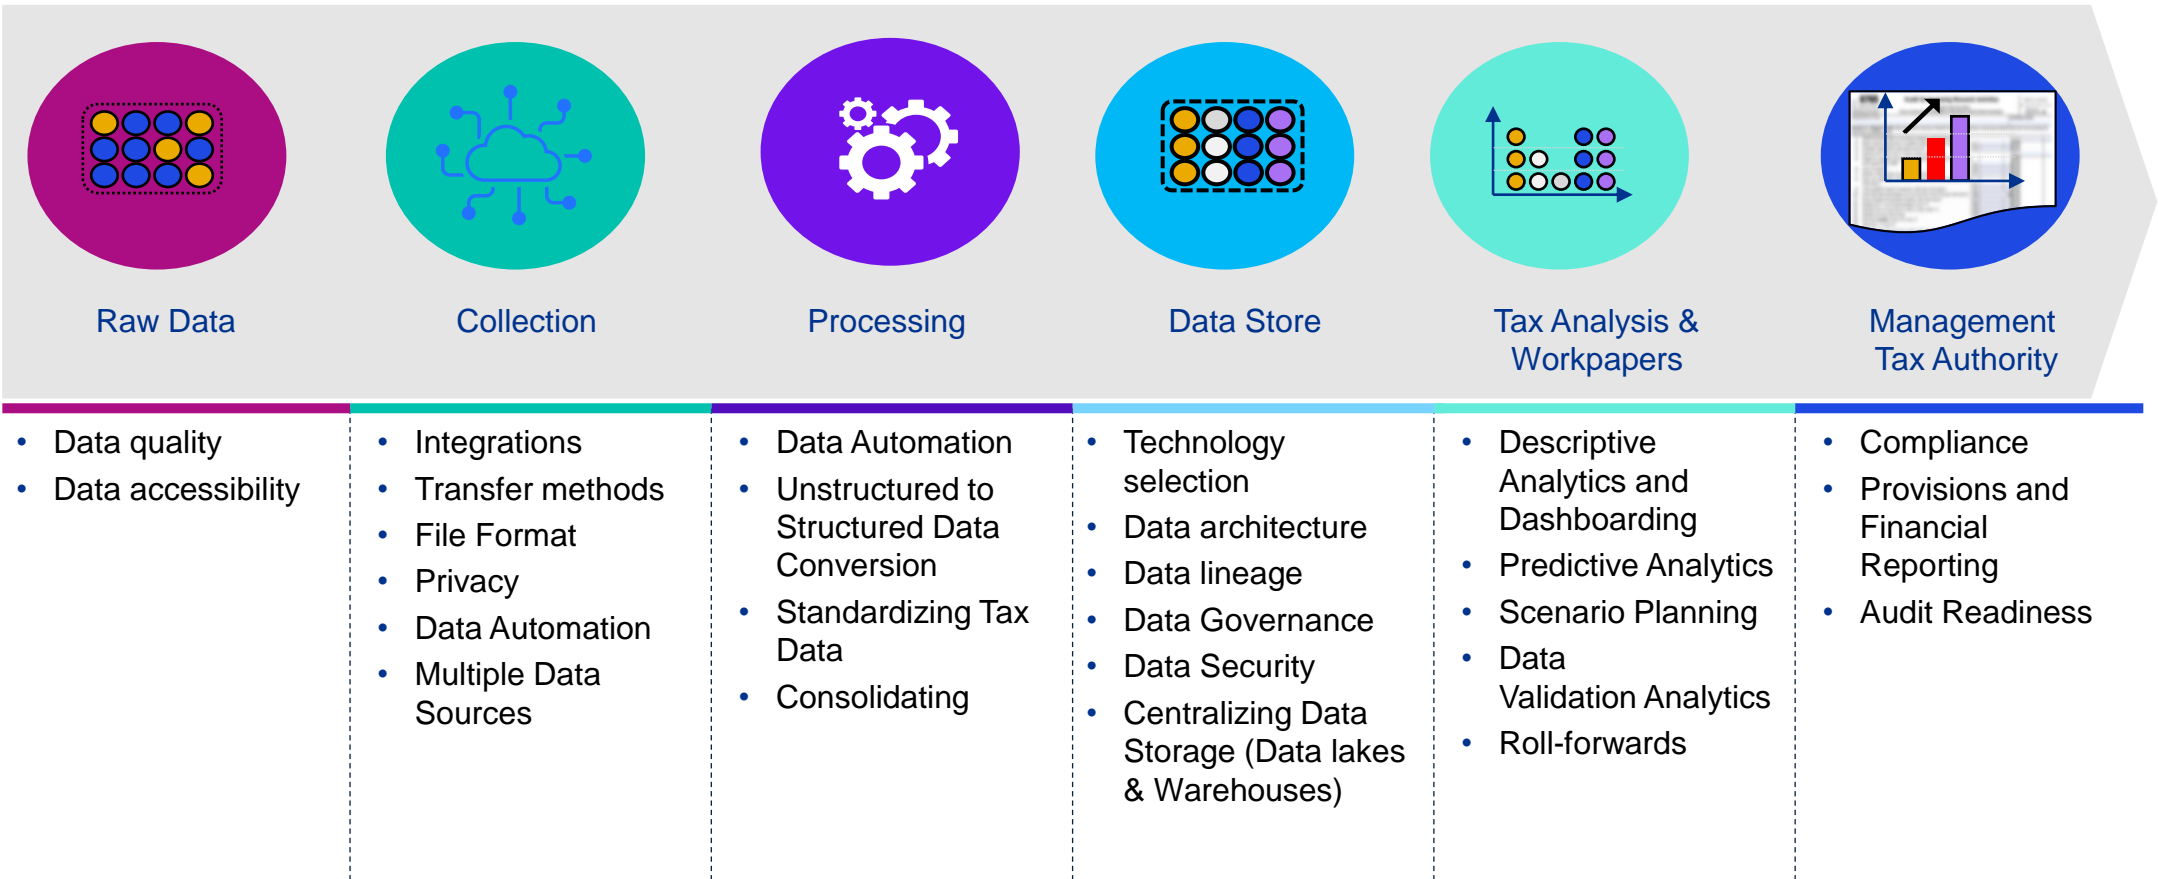 Raw Data
Collection
Processing
Data Store
Tax Analysis &
Workpapers
Management
Tax Authority
• Data quality
• Data accessibility
• Integrations
• Transfer methods
• File Format
• Privacy
• Data Automation
• Multiple Data
Sources
• Data Automation
• Unstructured to
Structured Data
Conversion
• Standardizing Tax
Data
• Consolidating
• Technology
selection
• Data architecture
• Data lineage
• Data Governance
• Data Security
• Centralizing Data
Storage (Data lakes
& Warehouses)
• Descriptive
Analytics and
Dashboarding
• Predictive Analytics
• Scenario Planning
• Data
Validation Analytics
• Roll-forwards
• Compliance
• Provisions and
Financial
Reporting
• Audit Readiness